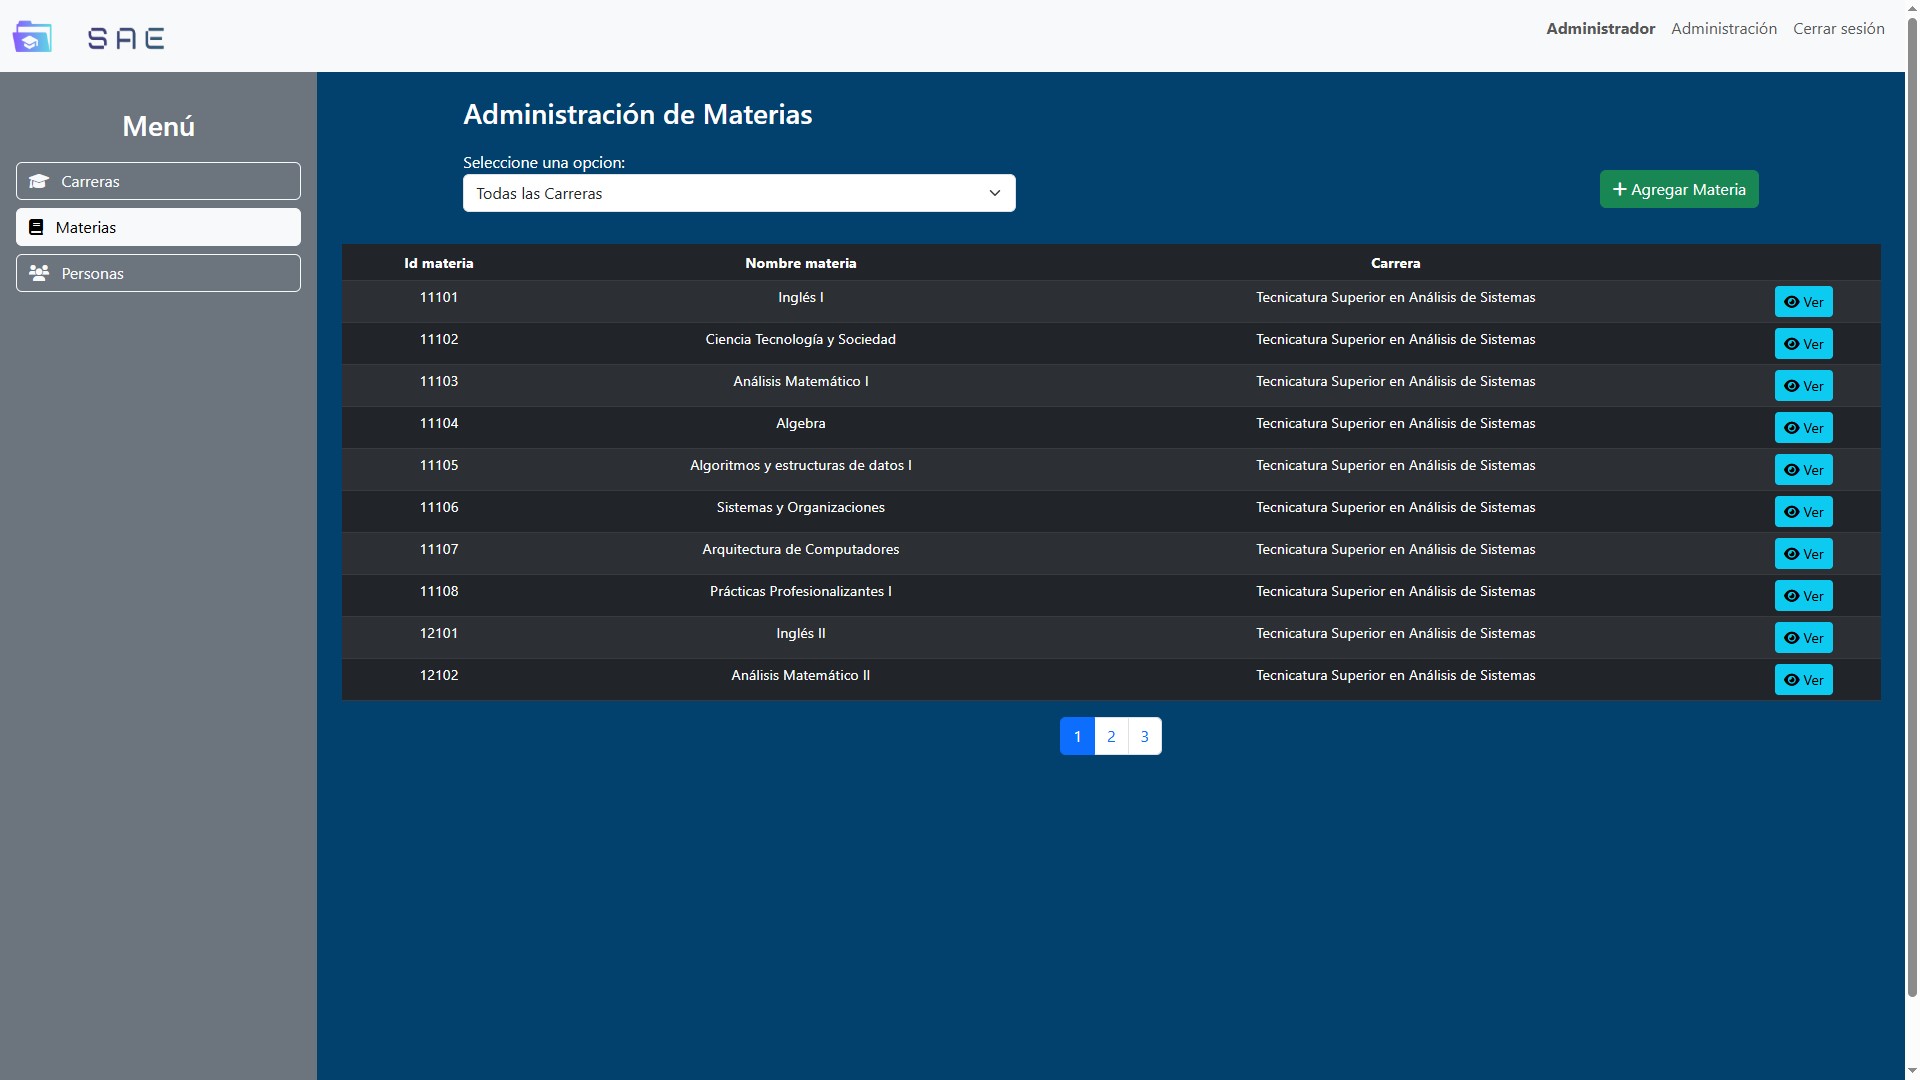 SAE
Administrador Administración Cerrar sesión
Menú
Carreras
Materias
Personas
Administración de Materias
Seleccione una opcion:
Todas las Carreras
Agregar Materia
Id materia Nombre materia Carrera
11101 Inglés I Tecnicatura Superior en Análisis de Sistemas Ver
11102 Ciencia Tecnología y Sociedad Tecnicatura Superior en Análisis de Sistemas Ver
11103 Análisis Matemático I Tecnicatura Superior en Análisis de Sistemas Ver
11104 Algebra Tecnicatura Superior en Análisis de Sistemas Ver
11105 Algoritmos y estructuras de datos I Tecnicatura Superior en Análisis de Sistemas Ver
11106 Sistemas y Organizaciones Tecnicatura Superior en Análisis de Sistemas Ver
11107 Arquitectura de Computadores Tecnicatura Superior en Análisis de Sistemas Ver
11108 Prácticas Profesionalizantes I Tecnicatura Superior en Análisis de Sistemas Ver
12101 Inglés II Tecnicatura Superior en Análisis de Sistemas Ver
12102 Análisis Matemático II Tecnicatura Superior en Análisis de Sistemas Ver
1 2 3